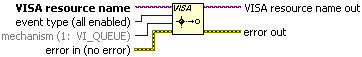 VISA resource name
VISA
VISA resource name out
event type (all enabled)
mechanism (1: VI_QUEUE)
error in (no error)
error out